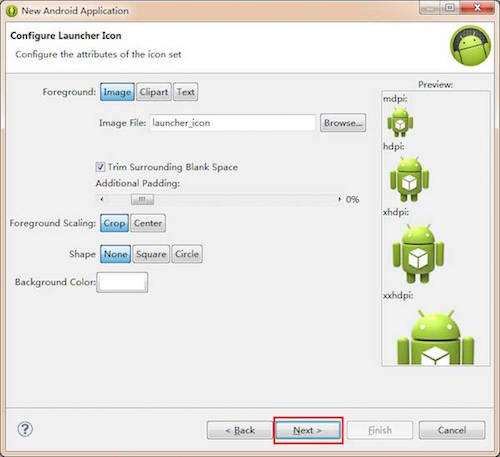 New Android Application
Configure Launcher Icon
Configure the attributes of the icon set
Foreground: Image Clipart Text
Image File: launcher_icon Browse...
Trim Surrounding Blank Space
Additional Padding:
0%
Foreground Scaling: Crop Center
Shape None Square Circle
Background Color:
Preview:
mdpi:
hdpi:
xhdpi:
xxhdpi:
? < Back Next > Finish Cancel